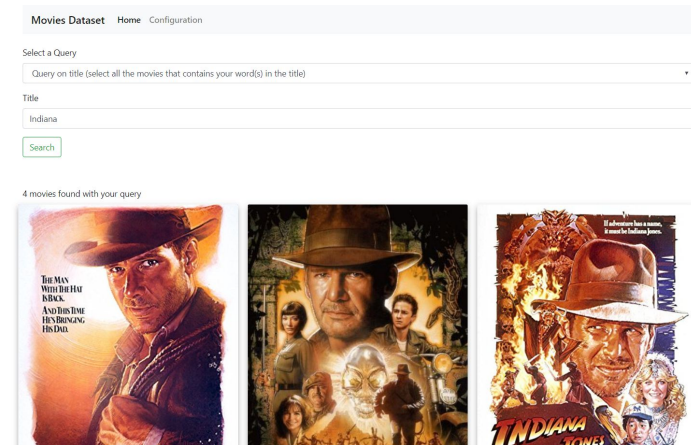 Movies Dataset Home Configuration
Select a Query
Query on title (select all the movies that contains your word(s) in the title)
Title
Indiana
Search
4 movies found with your query
THE MAN
WITH THE HAT
IS BACK.
AND THIS TIME
HE'S BRINGING
HIS DAD.
If adventure has a name,
it must be Indiana Jones.
INDIANA
JONES